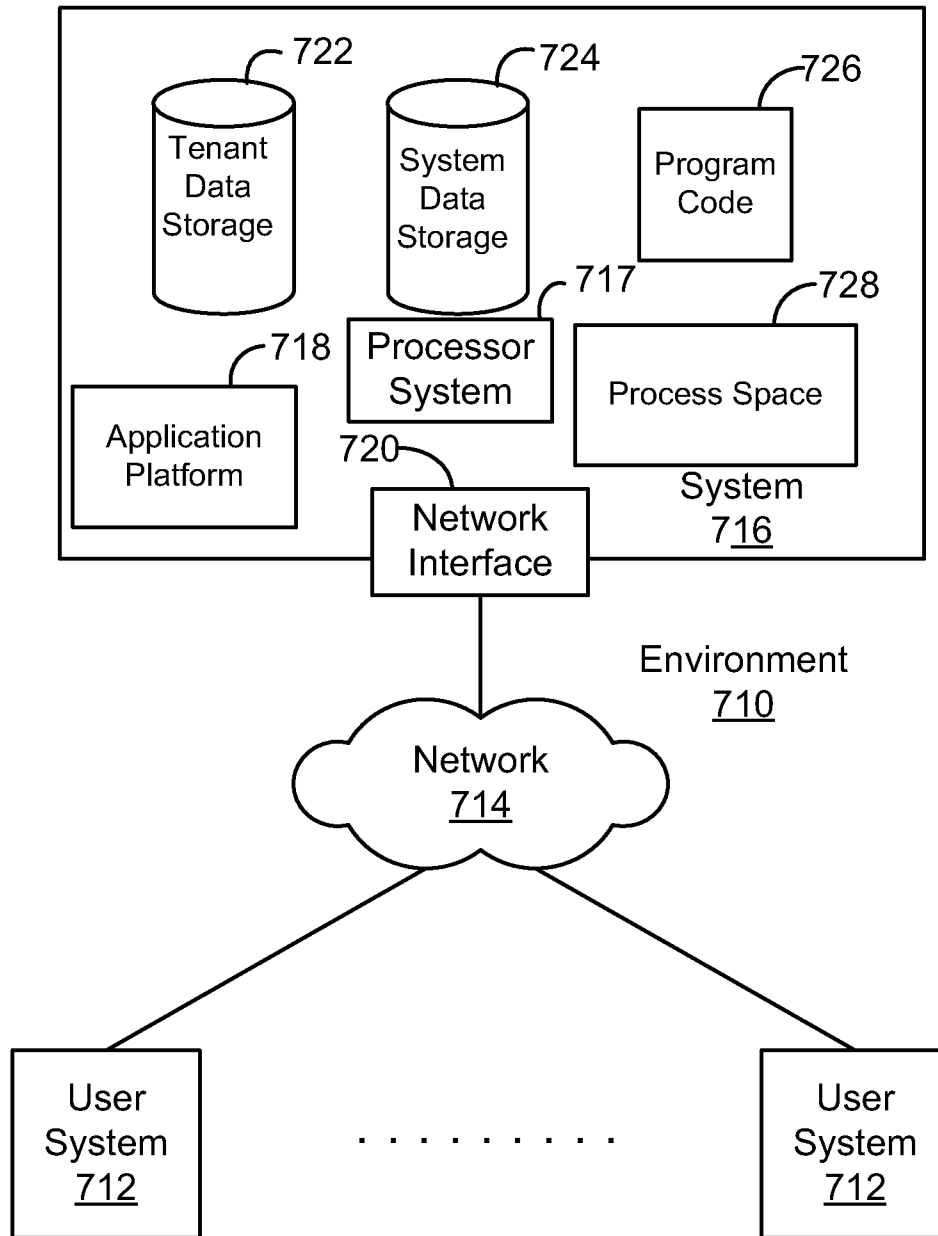 722
724
726
Tenant
Data
Storage
System
Data
Storage
Program
Code
717
728
718
Processor
System
Process Space
Application
Platform
720
System
716
Network
Interface
Environment
710
Network
714
User
System
712
. . . . . . . . . .
User
System
712